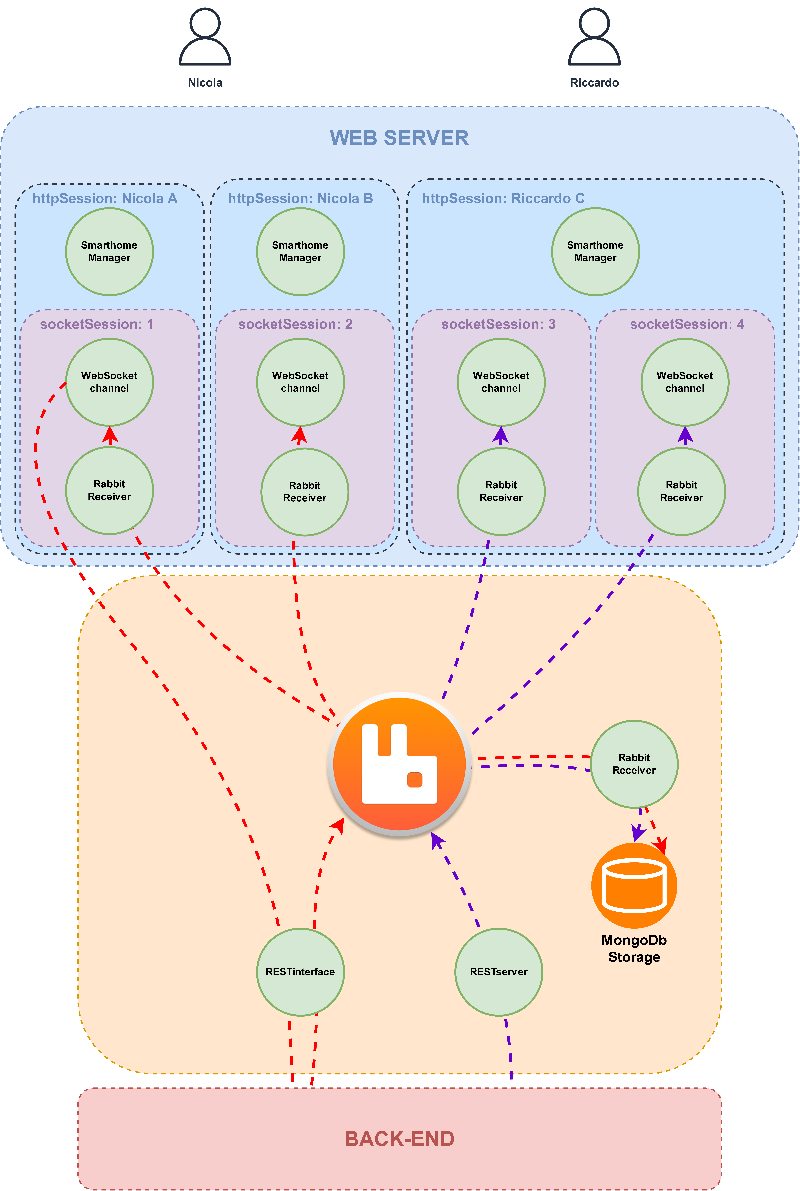 Nicola
Riccardo
WEB SERVER
httpSession: Nicola A
httpSession: Nicola B
httpSession: Riccardo C
Smarthome
Manager
Smarthome
Manager
Smarthome
Manager
socketSession: 1
socketSession: 2
socketSession: 3
socketSession: 4
WebSocket
channel
WebSocket
channel
WebSocket
channel
WebSocket
channel
Rabbit
Receiver
Rabbit
Receiver
Rabbit
Receiver
Rabbit
Receiver
Rabbit
Receiver
MongoDb
Storage
RESTinterface
RESTserver
BACK-END